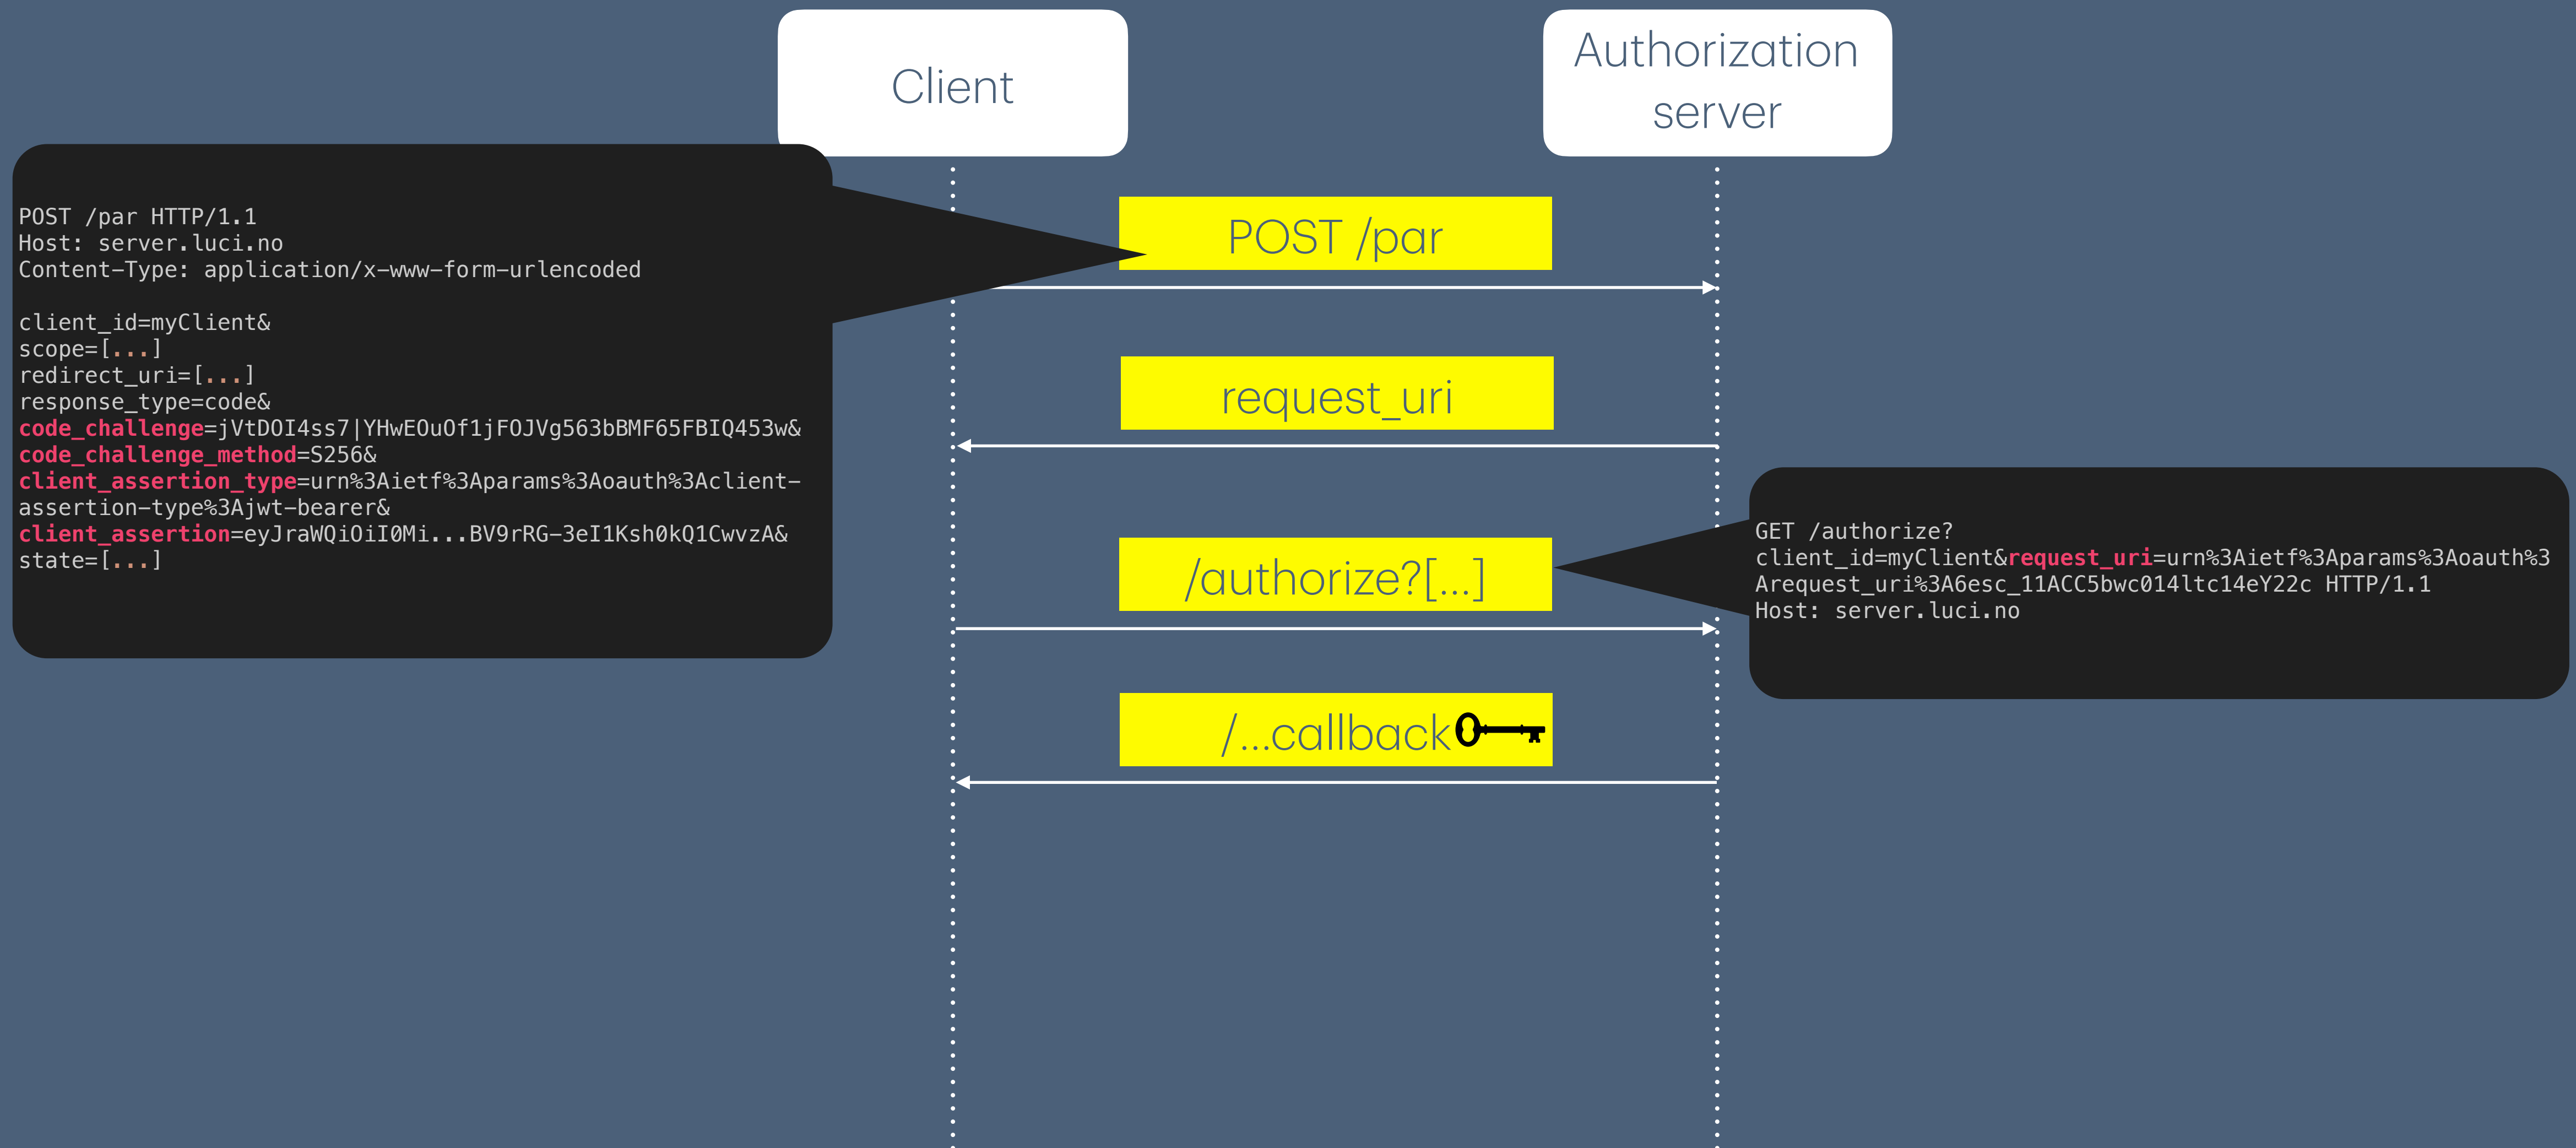 Client
Authorization
server
POST /par HTTP/1.1
Host: server.luci.no
Content-Type: application/x-www-form-urlencoded
client_id=myClient&
scope=[...]
redirect_uri=[...]
response_type=code&
code_challenge=jVtDOI4ss7|YHwEOuOf1jFOJVg563bBMF65FBIQ453w&
code_challenge_method=S256&
client_assertion_type=urn%3Aietf%3Aparams%3Aoauth%3Aclient-
assertion-type%3Ajwt-bearer&
client_assertion=eyJraWQiOiI0Mi...BV9rRG-3eI1Ksh0kQ1CwvzA&
state=[...]
POST /par
request_uri
/authorize?[...]
GET /authorize?
client_id=myClient&request_uri=urn%3Aietf%3Aparams%3Aoauth%3
Arequest_uri%3A6esc_11ACC5bwc014ltc14eY22c HTTP/1.1
Host: server.luci.no
/...callback